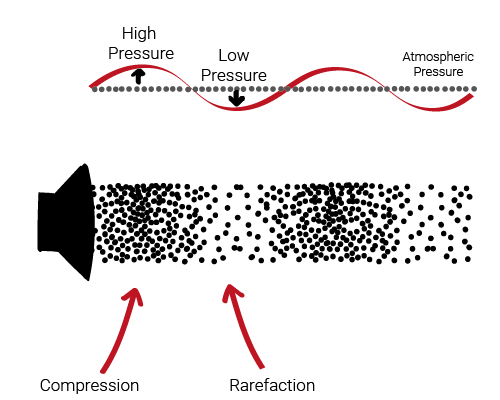 High
Pressure
Low
Pressure
Atmospheric
Pressure
Compression
Rarefaction